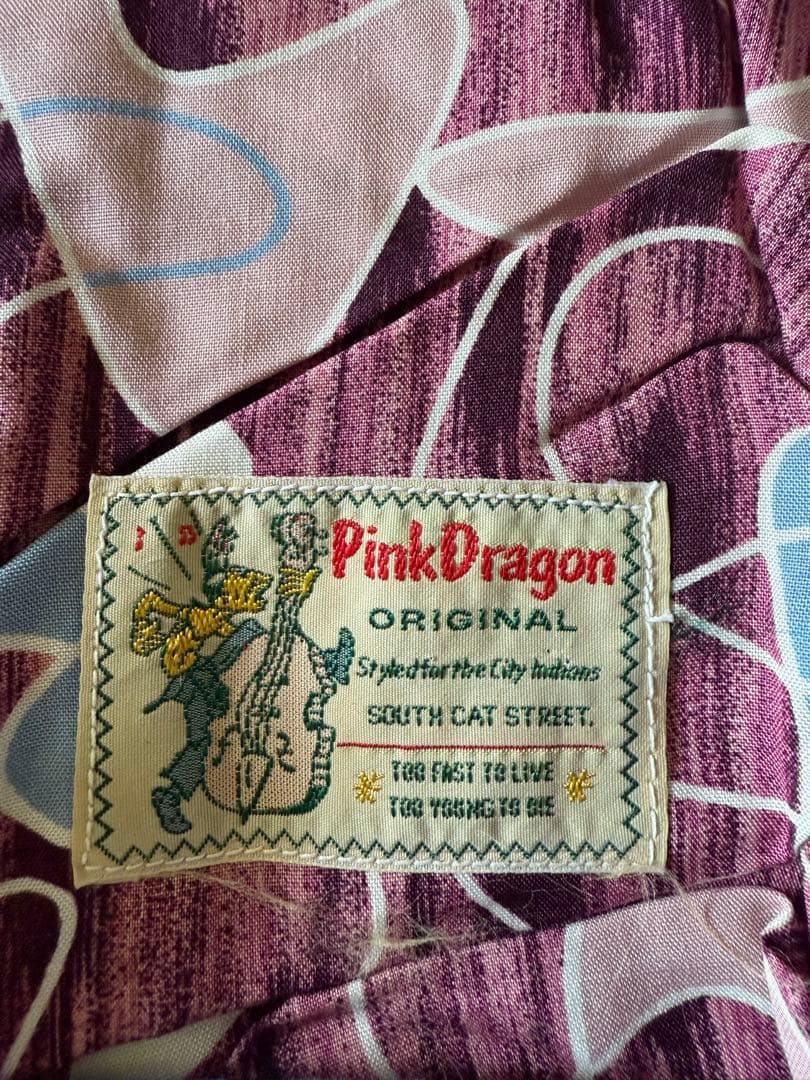 PinkDragon
ORIGINAL
Styled for the City Indians
SOUTH CAT STREET.
TOO FAST TO LIVE
TOO YOUNG TO DIE